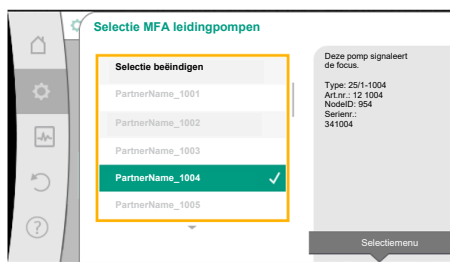 Selectie MFA leidingpompen
Selectie beëindigen
PartnerName_1001
PartnerName_1002
PartnerName_1003
PartnerName_1004
PartnerName_1005
Deze pomp signaleert
de focus.
Type: 25/1-1004
Art.nr.: 12 1004
NodeID: 954
Serienr.:
341004
Selectiemenu
?